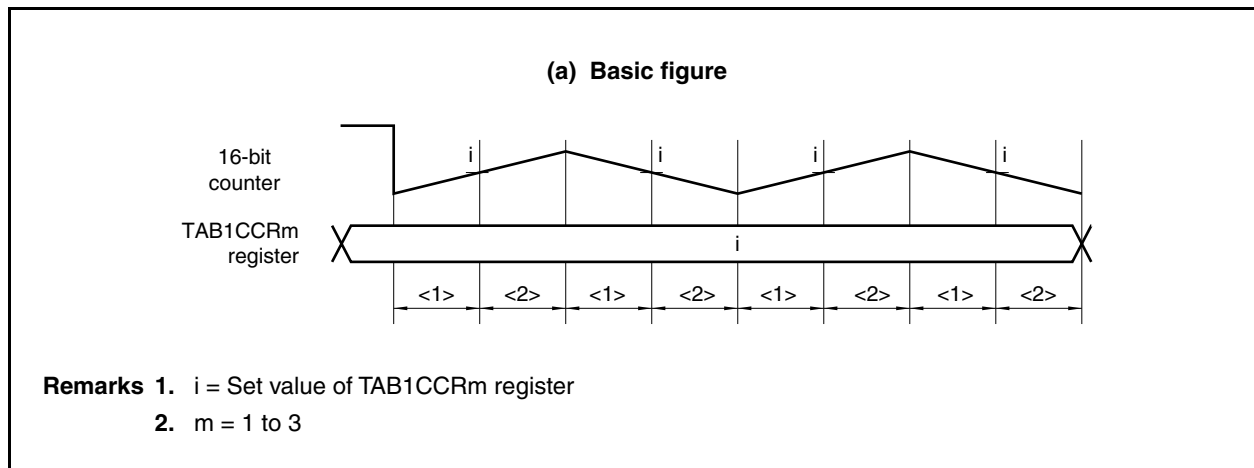 (a) Basic figure
16-bit
counter
i i i i
TAB1CCRm
register
i
<1> <2> <1> <2> <1> <2> <1> <2>
Remarks 1. i = Set value of TAB1CCRm register
2. m = 1 to 3